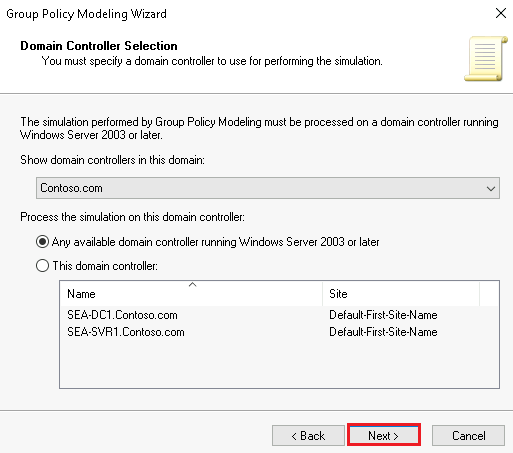 Group Policy Modeling Wizard
Domain Controller Selection
You must specify a domain controller to use for performing the simulation.
The simulation performed by Group Policy Modeling must be processed on a domain controller running
Windows Server 2003 or later.
Show domain controllers in this domain:
Contoso.com
Process the simulation on this domain controller:
Any available domain controller running Windows Server 2003 or later
This domain controller:
Name Site
SEA-DC1.Contoso.com Default-First-Site-Name
SEA-SVR1.Contoso.com Default-First-Site-Name
< Back Next > Cancel